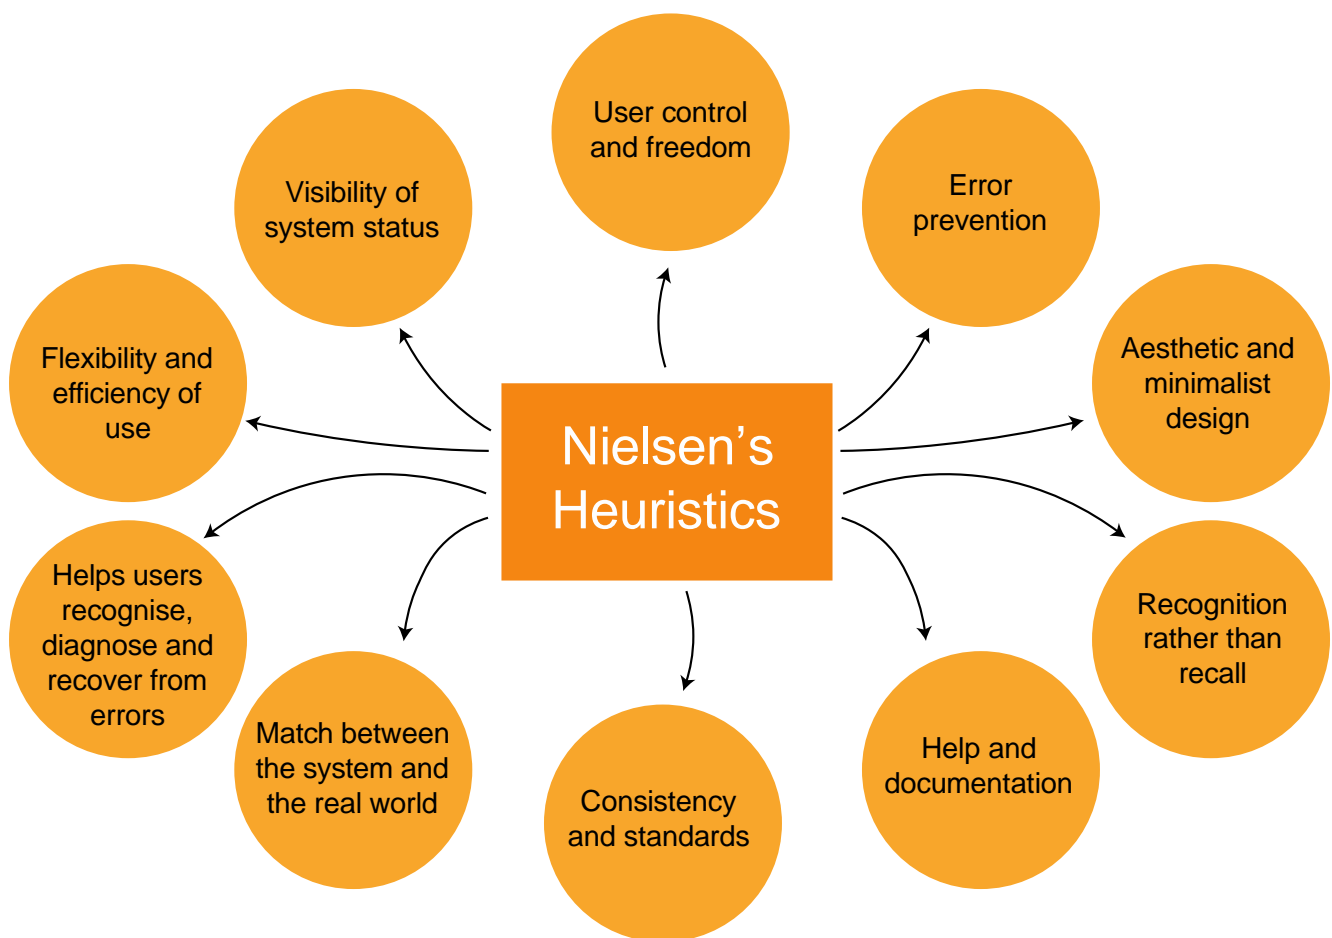 User control
and freedom
Visibility of
system status
Error
prevention
Flexibility and
efficiency of
use
Aesthetic and
minimalist
design
Nielsen’s
Heuristics
Helps users
recognise,
diagnose and
recover from
errors
Recognition
rather than
recall
Match between
the system and
the real world
Help and
documentation
Consistency
and standards